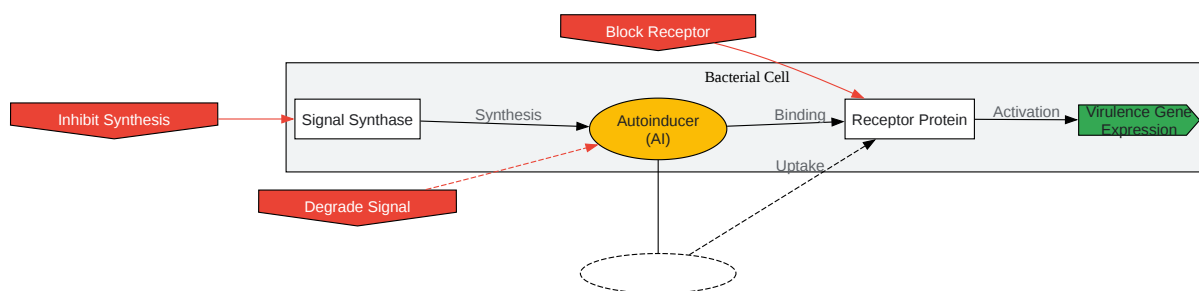 Block Receptor
Bacterial Cell
Inhibit Synthesis
Signal Synthase
Synthesis
Autoinducer
(AI)
Binding
Receptor Protein
Activation
Virulence Gene
Expression
Uptake
Degrade Signal